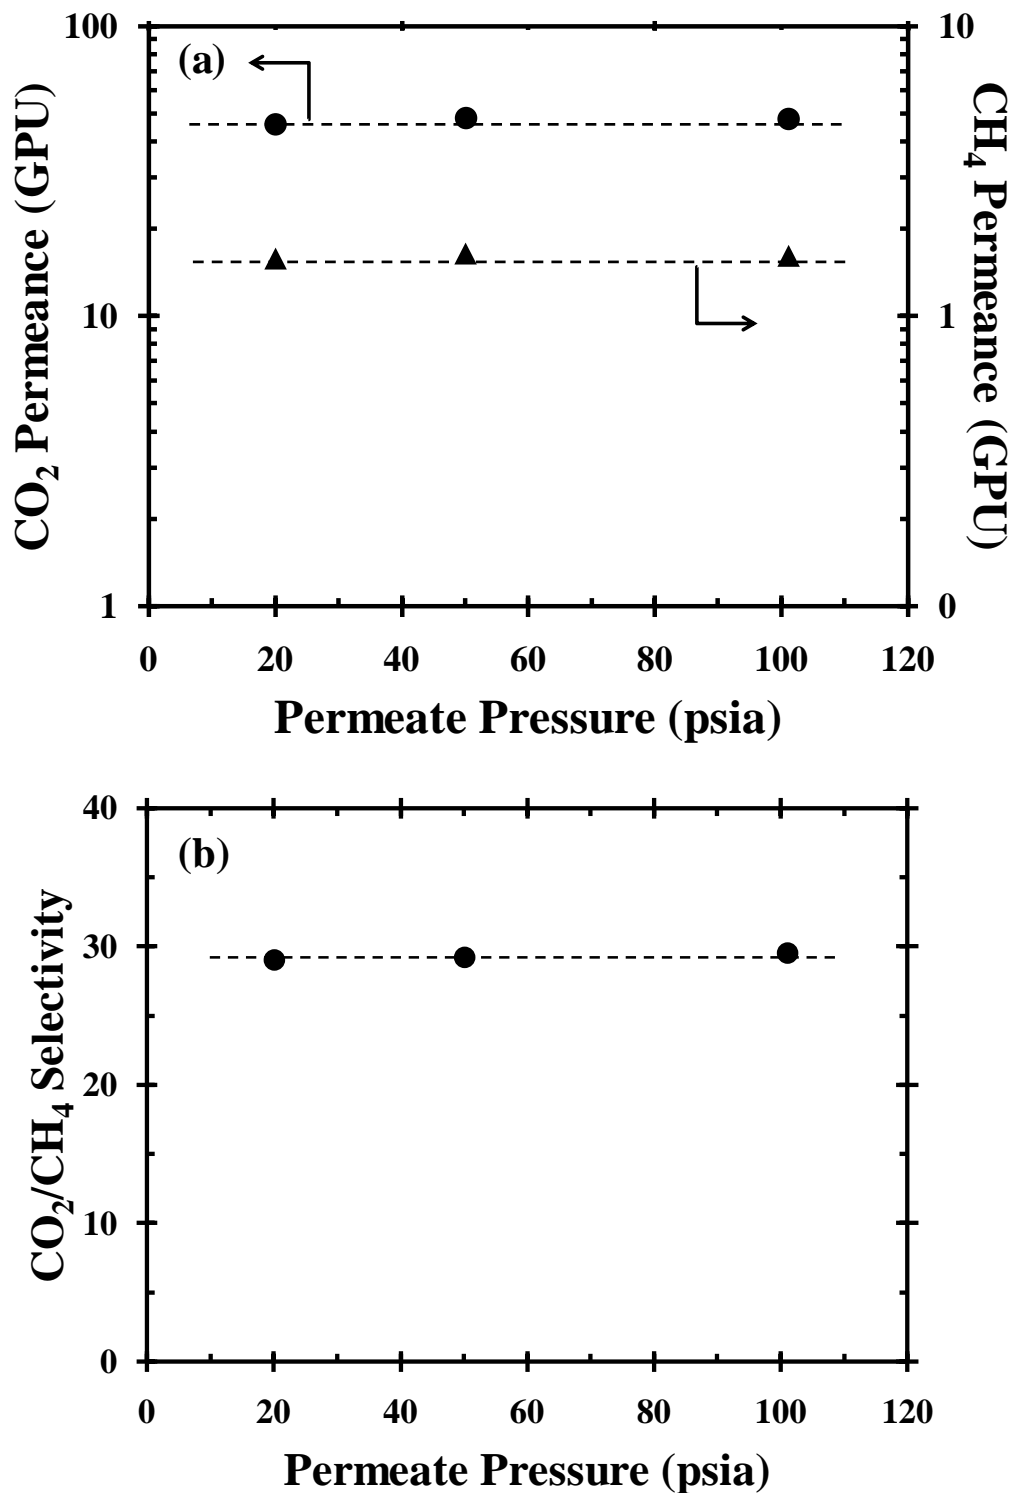 100
10
1
CO2 Permeance (GPU)
(a)
10
1
0
CH4 Permeance (GPU)
0 20 40 60 80 100 120
Permeate Pressure (psia)
40
30
20
10
0
CO2/CH4 Selectivity
(b)
0 20 40 60 80 100 120
Permeate Pressure (psia)